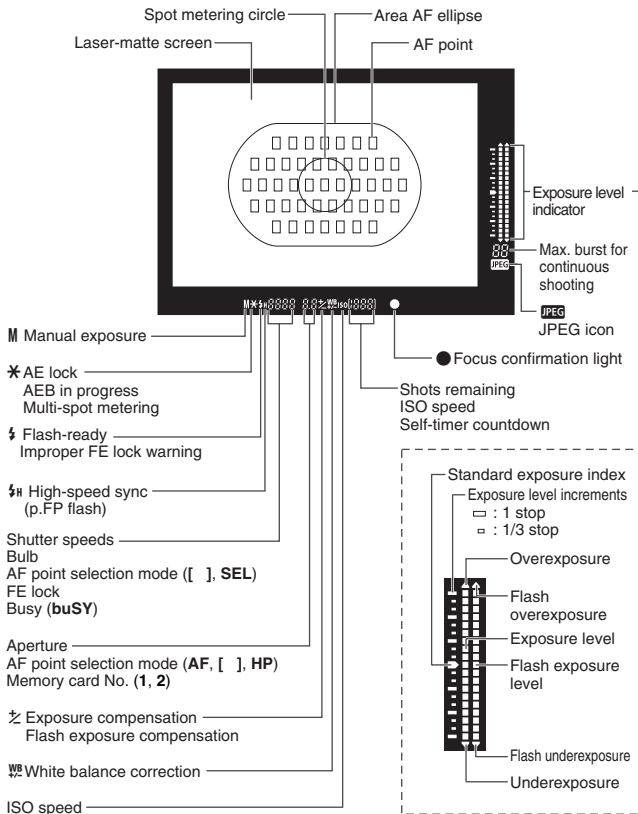 Spot metering circle
Area AF ellipse
Laser-matte screen
AF point
Exposure level
indicator
Max. burst for
continuous
shooting
JPEG
JPEG
JPEG icon
M WB ISO
M Manual exposure
Focus confirmation light
AE lock
AEB in progress
Multi-spot metering
Shots remaining
ISO speed
Self-timer countdown
Flash-ready
Improper FE lock warning
H High-speed sync
(p.FP flash)
Shutter speeds
Bulb
AF point selection mode ([ ], SEL)
FE lock
Busy (buSY)
Aperture
AF point selection mode (AF, [ ], HP)
Memory card No. (1, 2)
Exposure compensation
Flash exposure compensation
WB White balance correction
ISO speed
Standard exposure index
Exposure level increments
: 1 stop
: 1/3 stop
Overexposure
Flash
overexposure
Exposure level
Flash exposure
level
Flash underexposure
Underexposure